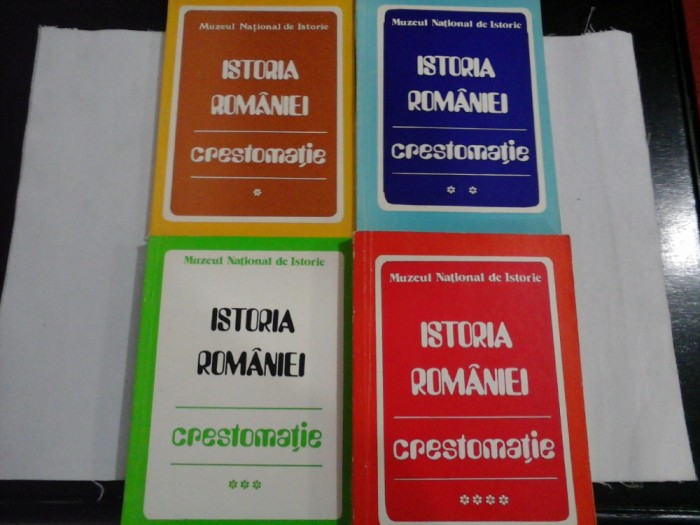 Muzeul Național de Istorie
ISTORIA
ROMÂNIEI
crestomație
*
Muzeul Național de Istorie
ISTORIA
ROMÂNIEI
crestomație
* *
Muzeul Național de Istorie
ISTORIA
ROMÂNIEI
crestomație
***
Muzeul Național de Istorie
ISTORIA
ROMÂNIEI
crestomație
****